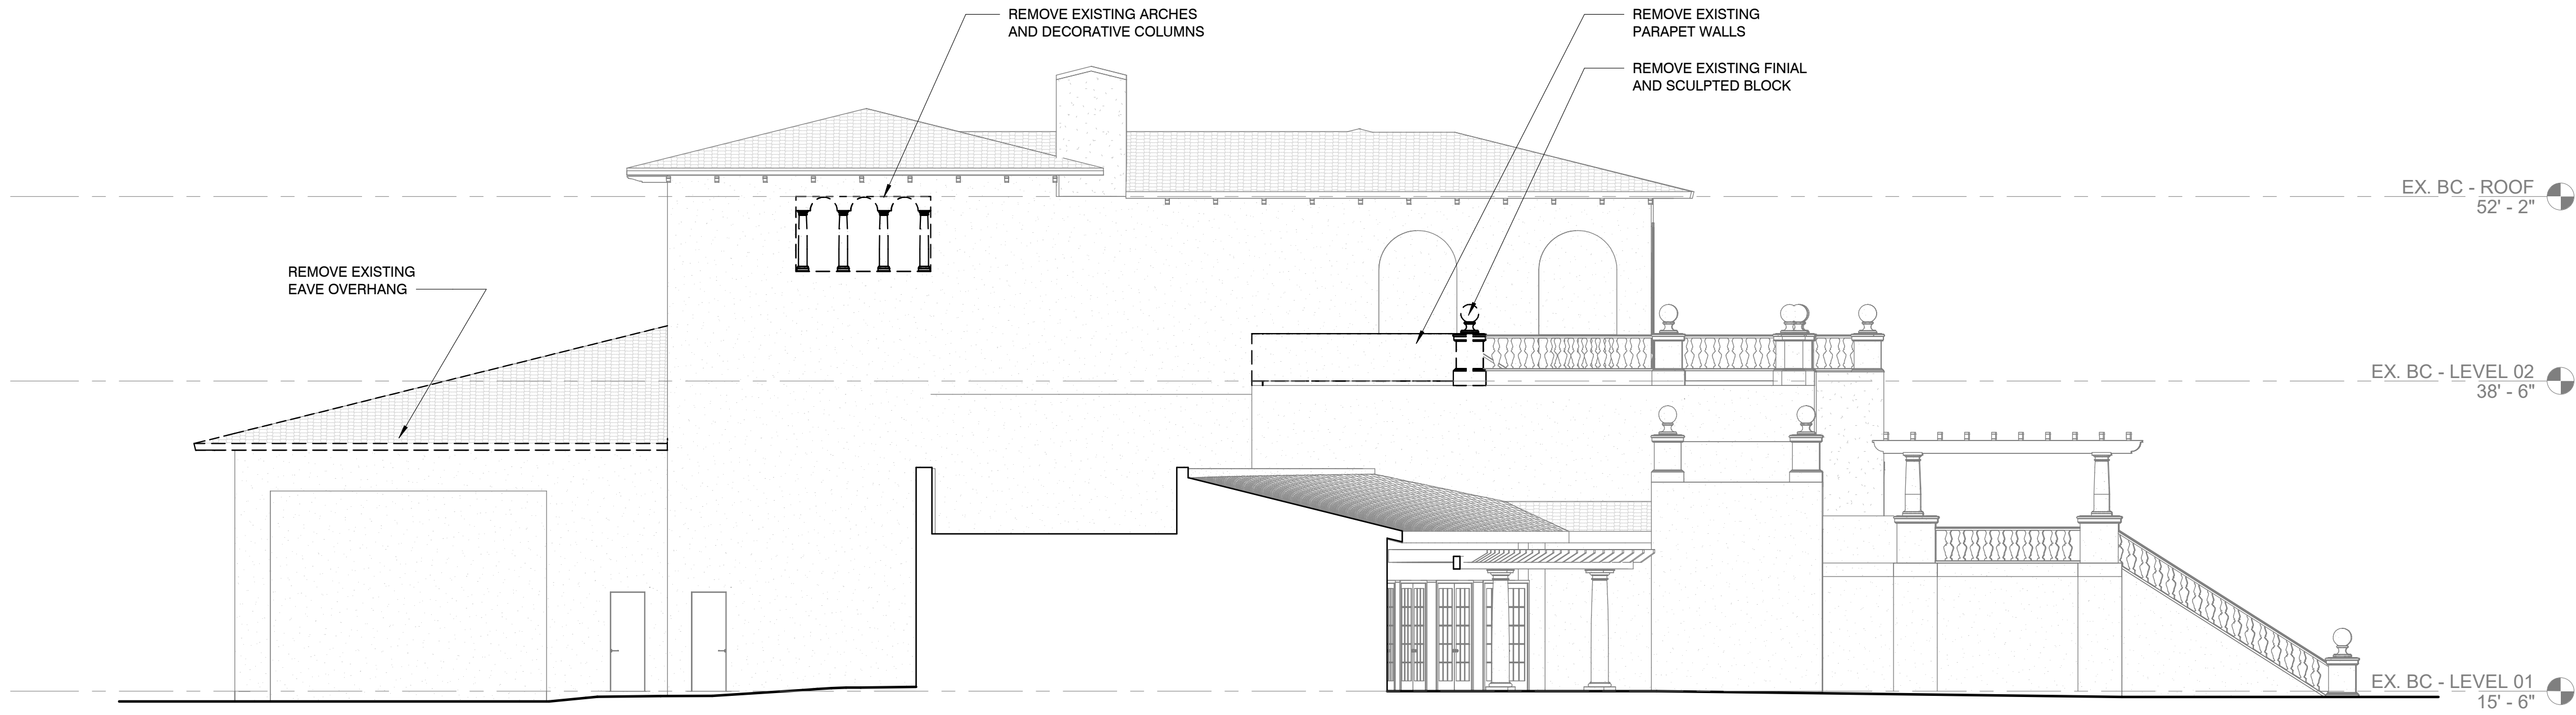 REMOVE EXISTING ARCHES
AND DECORATIVE COLUMNS
REMOVE EXISTING
PARAPET WALLS
REMOVE EXISTING FINIAL
AND SCULPTED BLOCK
EX. BC - ROOF
52' - 2"
REMOVE EXISTING
EAVE OVERHANG
EX. BC - LEVEL 02
38' - 6"
EX. BC - LEVEL 01
15' - 6"